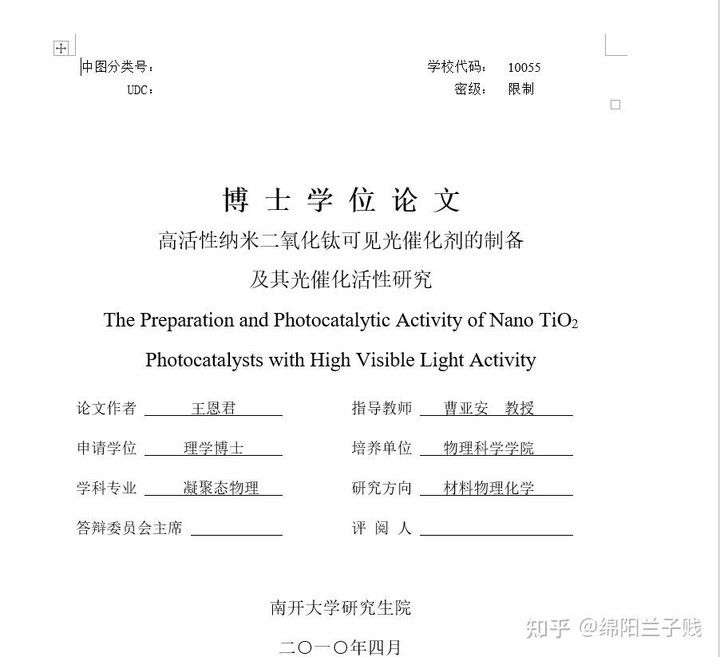 中图分类号： 学校代码： 10055
UDC： 密级： 限制
博 士 学 位 论 文
高活性纳米二氧化钛可见光催化剂的制备
及其光催化活性研究
The Preparation and Photocatalytic Activity of Nano TiO₂
Photocatalysts with High Visible Light Activity
论文作者 王恩君 指导教师 曹亚安 教授
申请学位 理学博士 培养单位 物理科学学院
学科专业 凝聚态物理 研究方向 材料物理化学
答辩委员会主席 评 阅 人
南开大学研究生院
二〇一〇年四月
知乎 @绵阳兰子贱